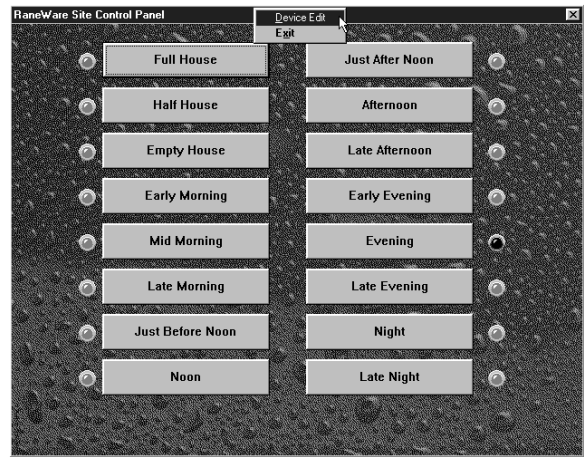 RaneWare Site Control Panel
Device Edit
Exit
Full House
Just After Noon
Half House
Afternoon
Empty House
Late Afternoon
Early Morning
Early Evening
Mid Morning
Evening
Late Morning
Late Evening
Just Before Noon
Night
Noon
Late Night